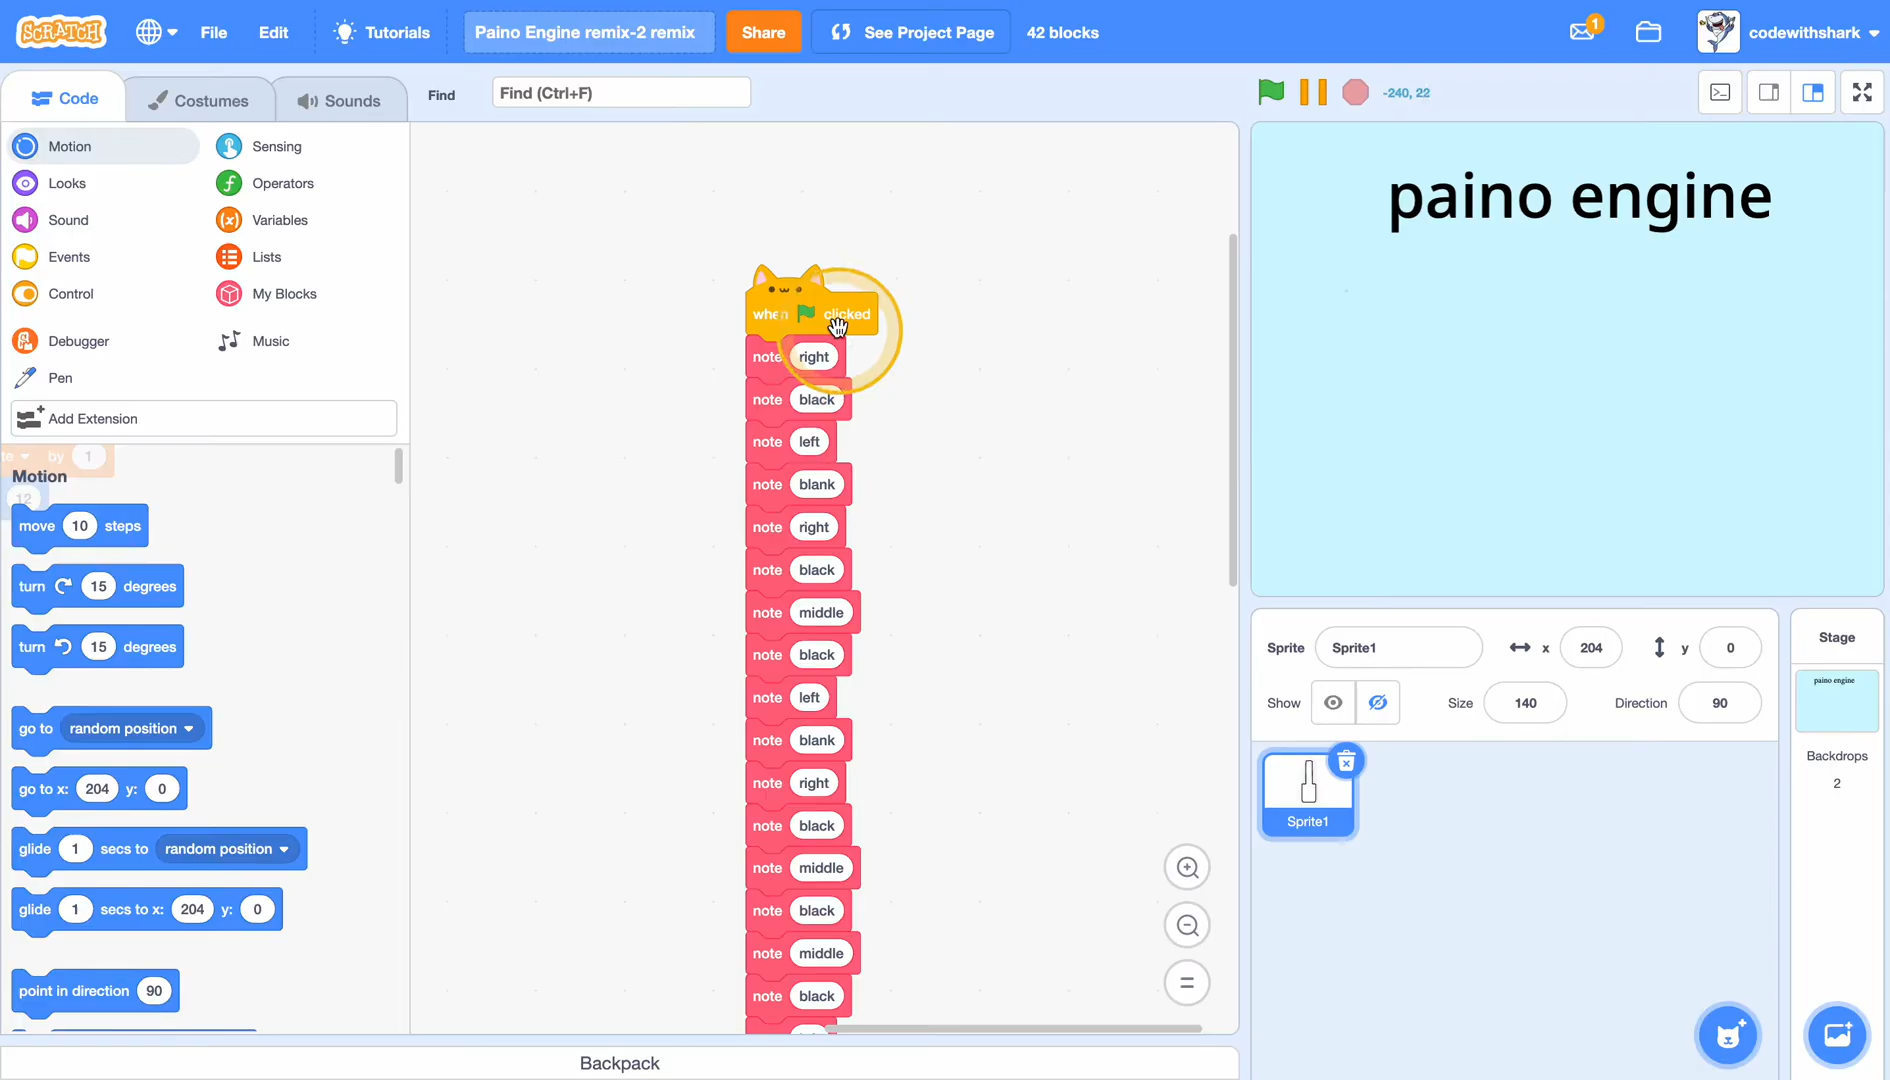 SCRATCH File Edit Tutorials Paino Engine remix-2 remix Share See Project Page 42 blocks 1 codewithshark
Code Costumes Sounds Find Find (Ctrl+F) -240, 22
Motion Sensing
Looks Operators
Sound Variables
Events Lists
Control My Blocks
Debugger Music
Pen
Add Extension
te by 1
Motion
12
move 10 steps
turn 15 degrees
turn 15 degrees
go to random position
go to x: 204 y: 0
glide 1 secs to random position
glide 1 secs to x: 204 y: 0
point in direction 90
when clicked
note right
note black
note left
note blank
note right
note black
note middle
note black
note left
note blank
note right
note black
note middle
note black
note middle
note black
Backpack
paino engine
Sprite Sprite1 x 204 y 0
Show Size 140 Direction 90
Sprite1
Stage
paino engine
Backdrops
2